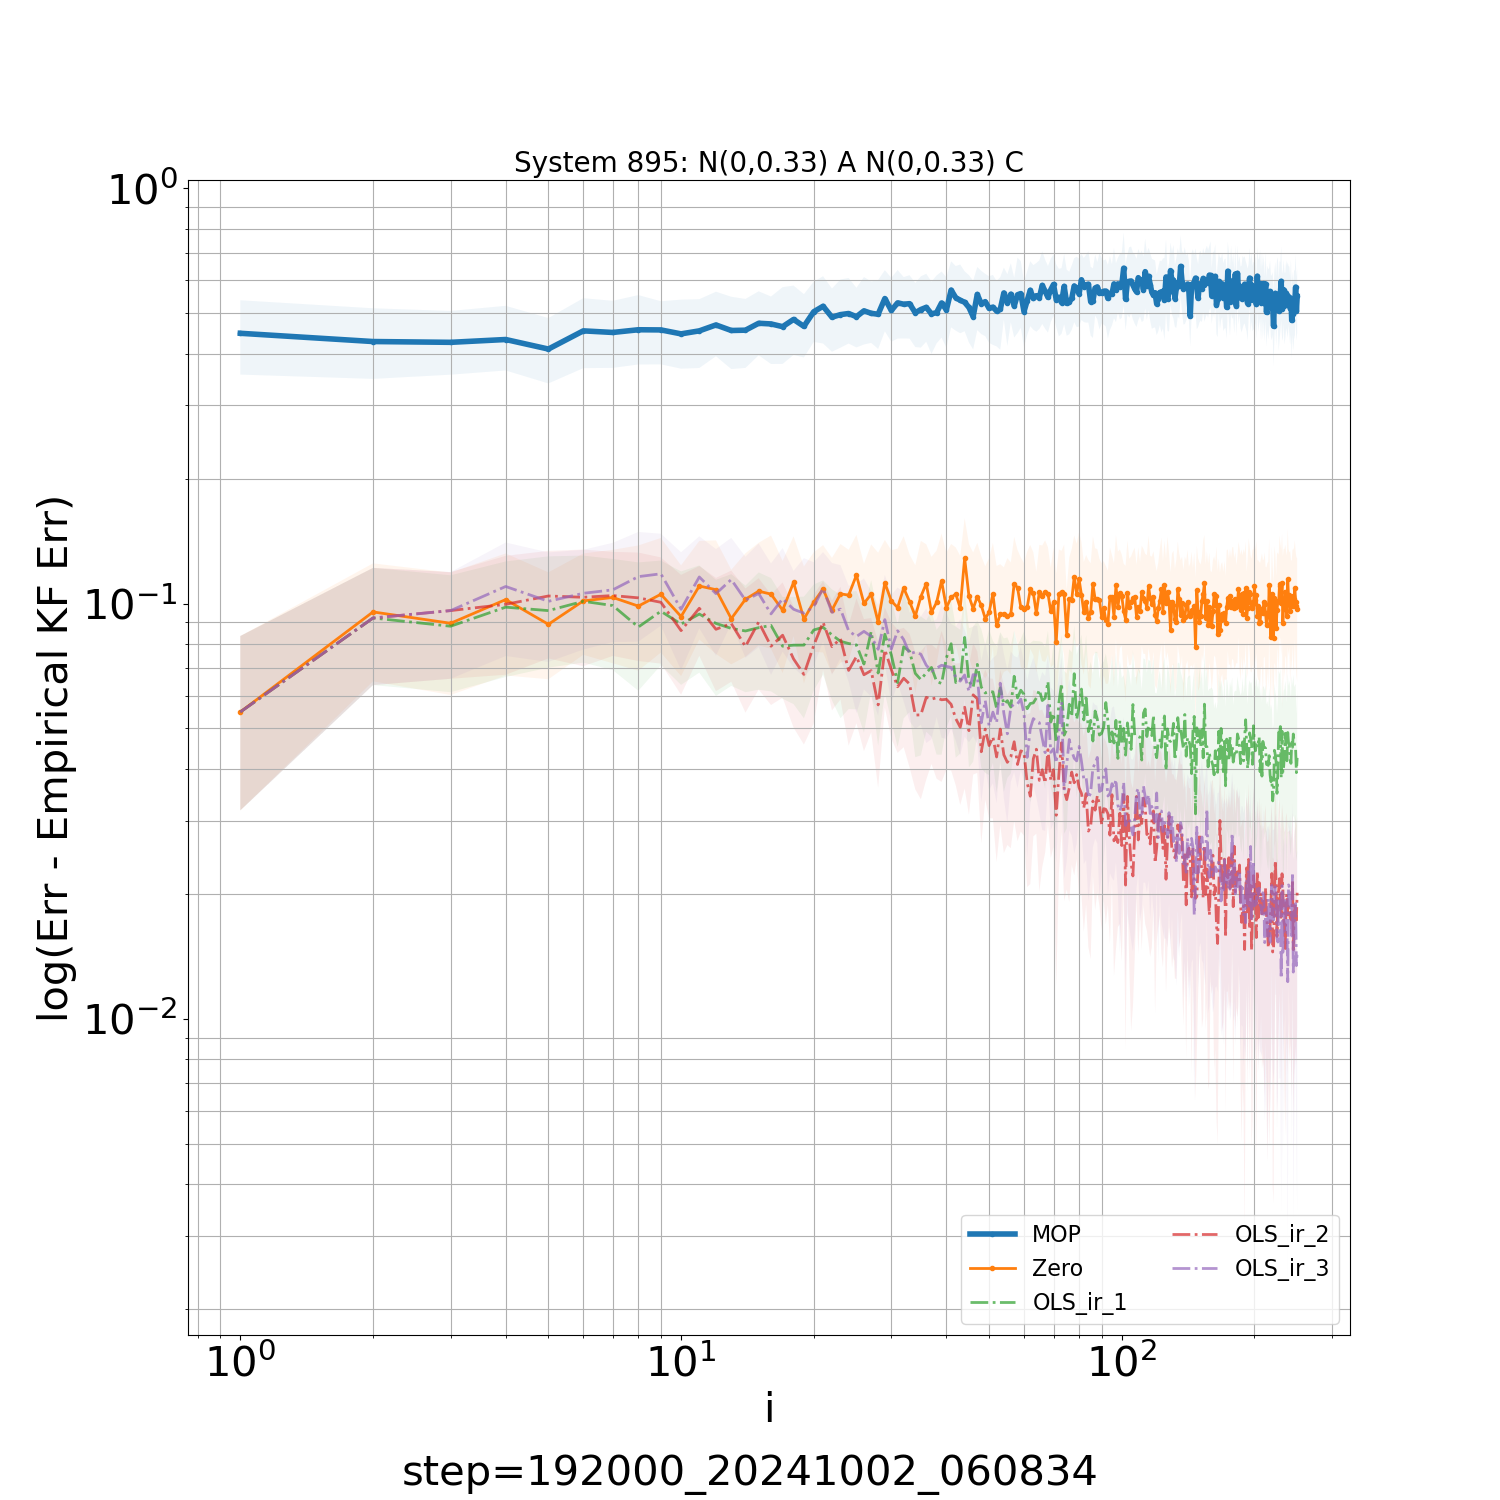 System 895: N(0,0.33) A N(0,0.33) C
log(Err - Empirical KF Err)
10^0
10^-1
10^-2
10^0 10^1 10^2
i
MOP
Zero
OLS_ir_1
OLS_ir_2
OLS_ir_3
step=192000_20241002_060834